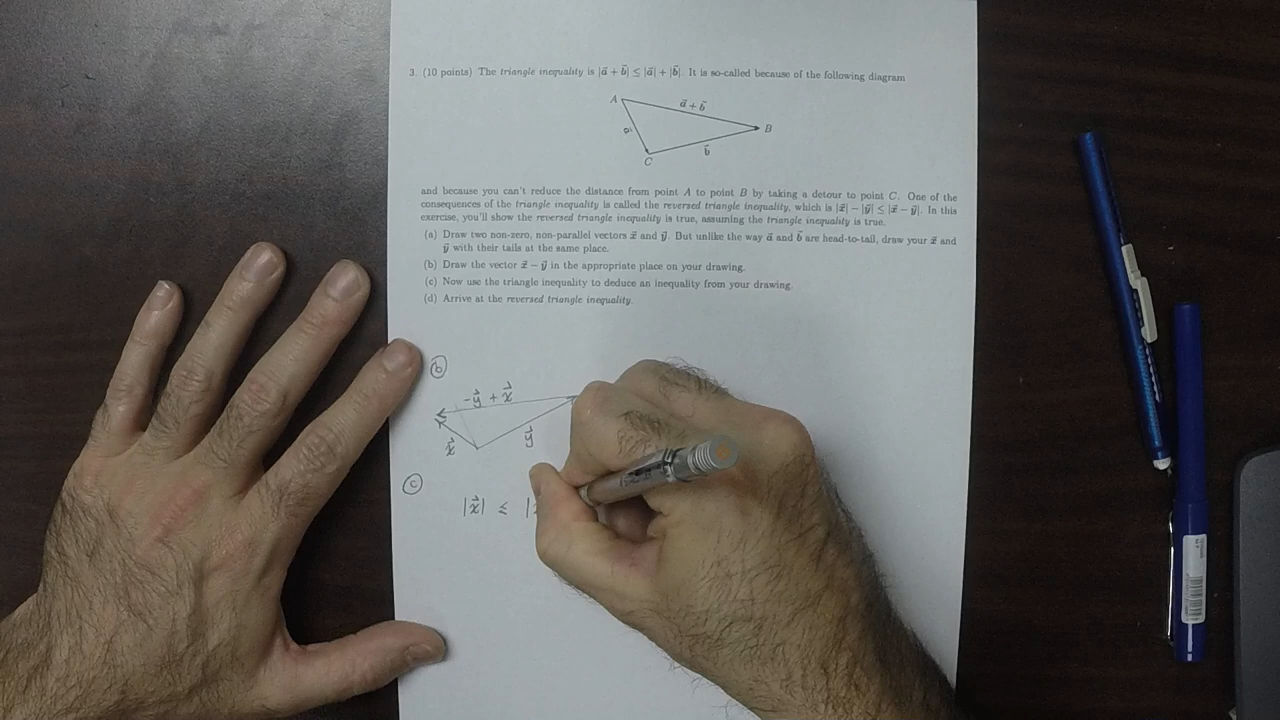 3. (10 points) The triangle inequality is |a⃗ + b⃗| ≤ |a⃗| + |b⃗|. It is so-called because of the following diagram
A
a⃗ + b⃗
B
a⃗
b⃗
C
and because you can't reduce the distance from point A to point B by taking a detour to point C. One of the
consequences of the triangle inequality is called the reversed triangle inequality, which is |x⃗| − |y⃗| ≤ |x⃗ − y⃗|. In this
exercise, you'll show the reversed triangle inequality is true, assuming the triangle inequality is true.
(a) Draw two non-zero, non-parallel vectors x⃗ and y⃗. But unlike the way a⃗ and b⃗ are head-to-tail, draw your x⃗ and
y⃗ with their tails at the same place.
(b) Draw the vector x⃗ − y⃗ in the appropriate place on your drawing.
(c) Now use the triangle inequality to deduce an inequality from your drawing.
(d) Arrive at the reversed triangle inequality.
(b)
-y⃗ + x⃗
x⃗
y⃗
(c)
|x⃗| ≤ |